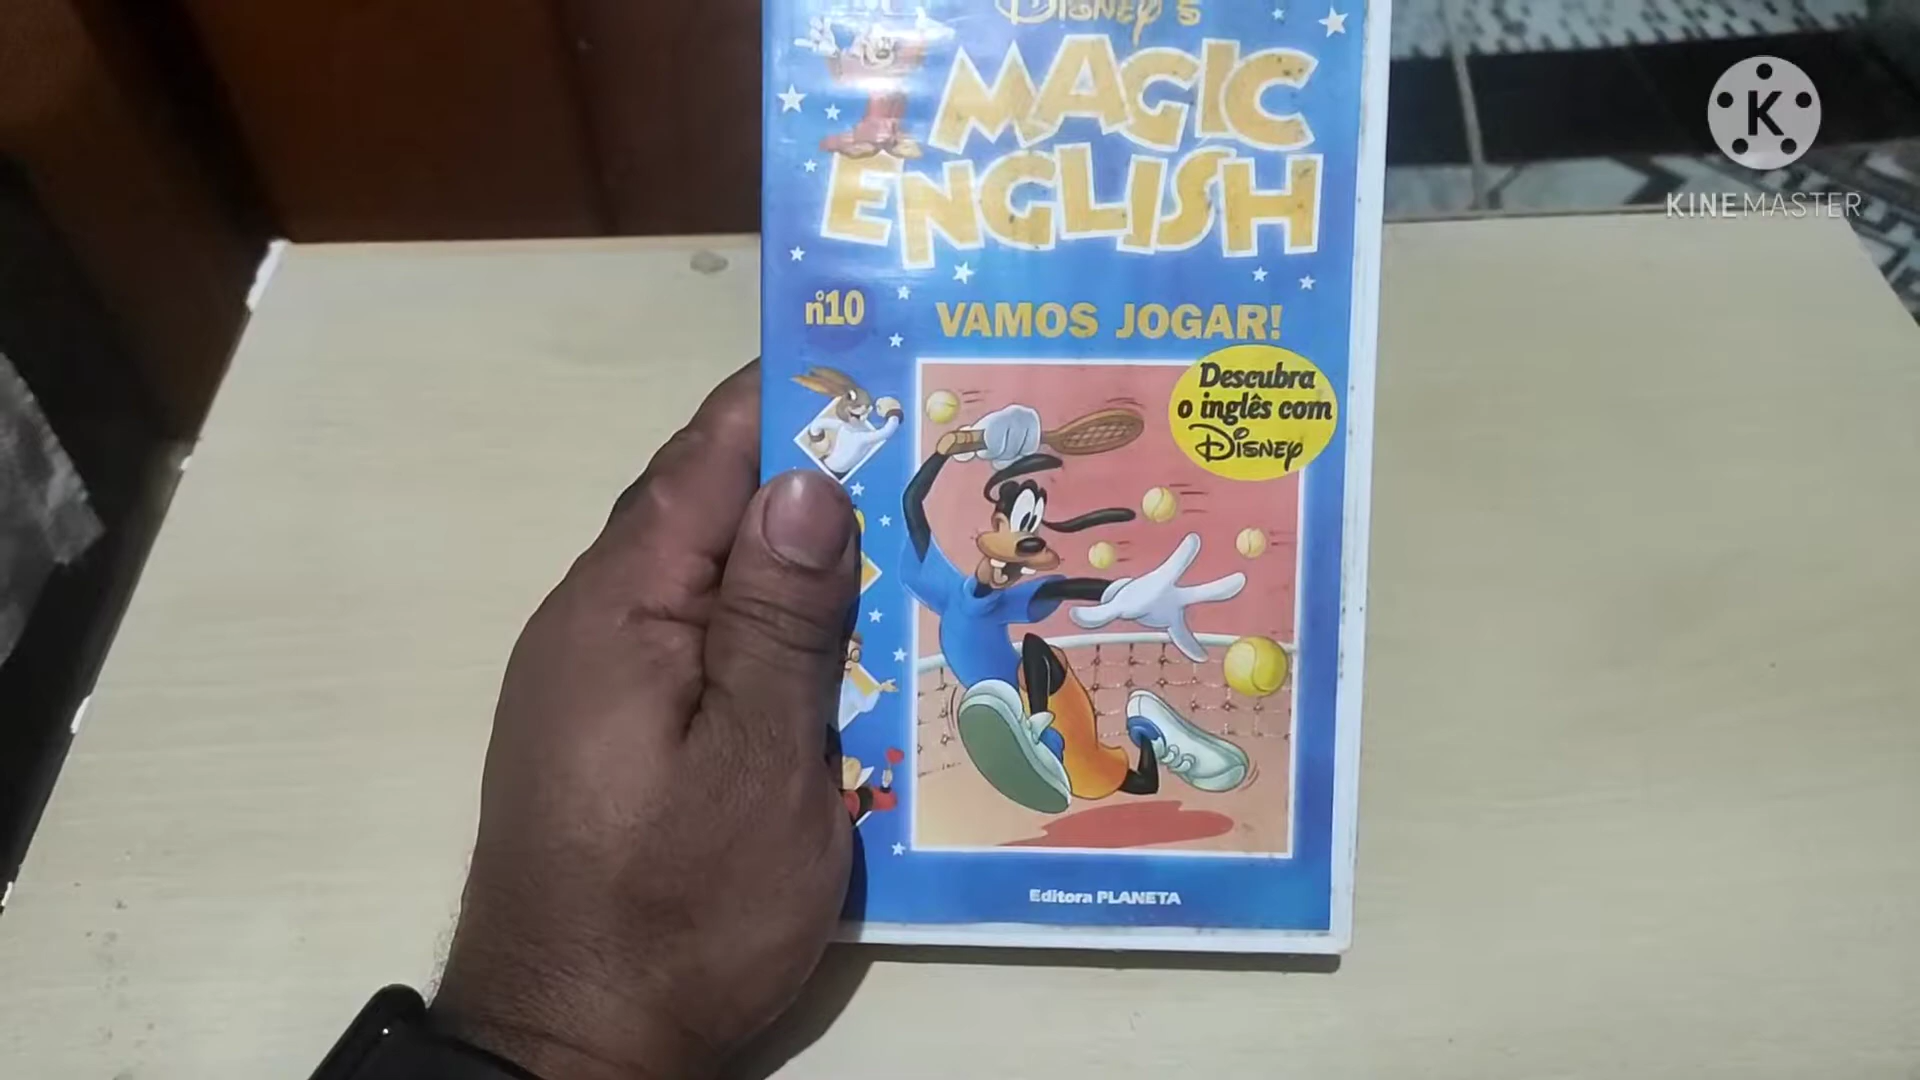 Disney's
MAGIC
ENGLISH
nº10
VAMOS JOGAR!
Descubra
o inglês com
Disney
Editora PLANETA
K
KINEMASTER